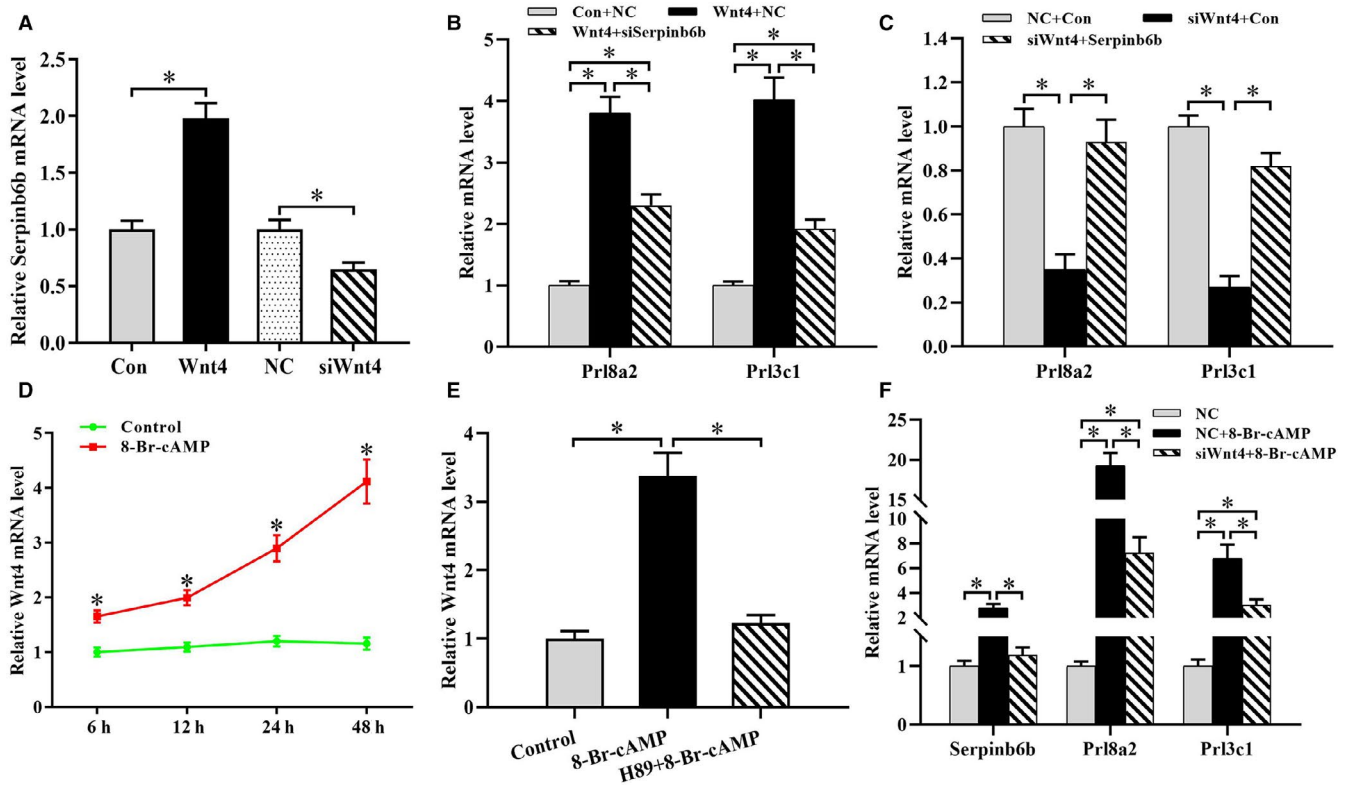 A
Relative Serpinb6b mRNA level
2.5
2.0
1.5
1.0
0.5
0.0
*
*
Con Wnt4 NC siWnt4
B
Con+NC Wnt4+NC
Wnt4+siSerpinb6b
Relative mRNA level
5
4
3
2
1
0
* * *
* * *
Prl8a2 Prl3c1
C
NC+Con siWnt4+Con
siWnt4+Serpinb6b
Relative mRNA level
1.4
1.2
1.0
0.8
0.6
0.4
0.2
0.0
* * * *
Prl8a2 Prl3c1
D
Control
8-Br-cAMP
Relative Wnt4 mRNA level
5
4
3
2
1
0
* * * *
6 h 12 h 24 h 48 h
E
Relative Wnt4 mRNA level
4
3
2
1
0
* *
Control
8-Br-cAMP
H89+8-Br-cAMP
F
NC
NC+8-Br-cAMP
siWnt4+8-Br-cAMP
Relative mRNA level
25
20
15
10
8
6
4
2
1
0
* *
* * *
* * *
Serpinb6b Prl8a2 Prl3c1